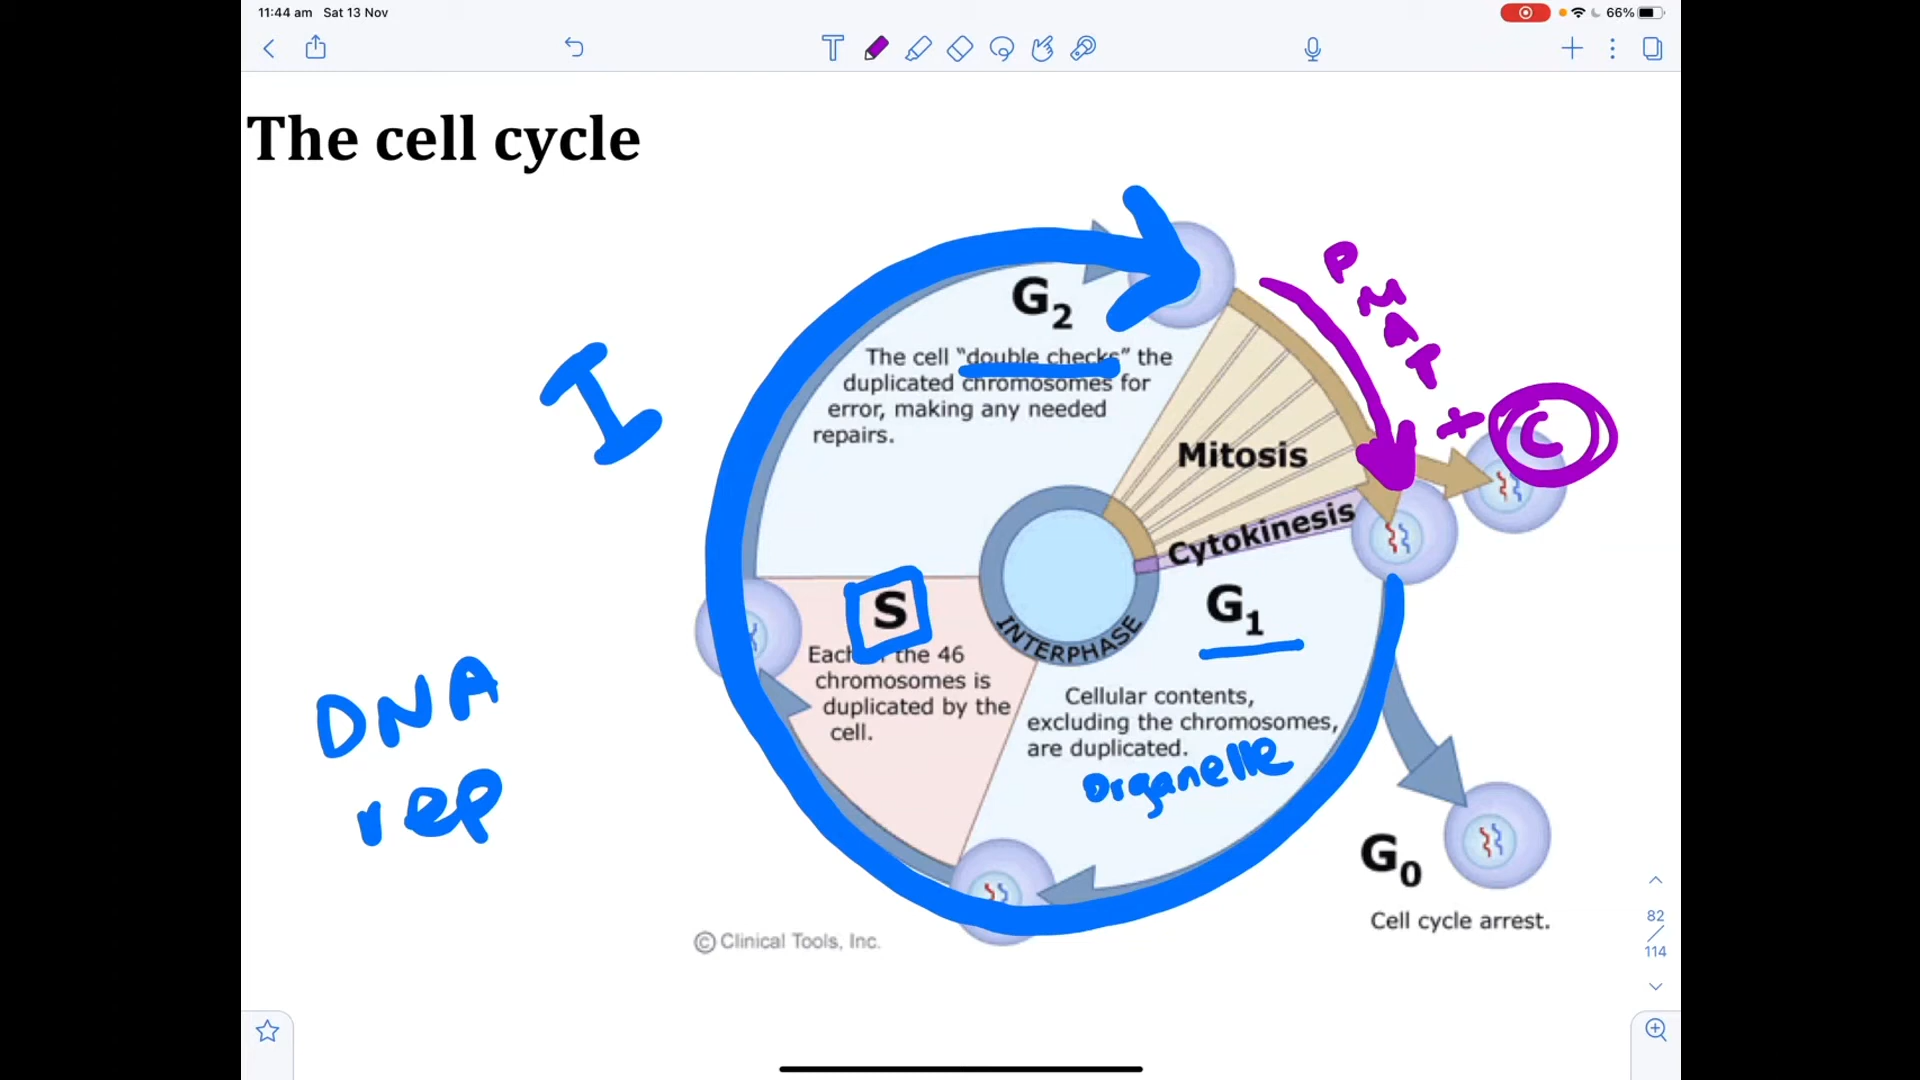 11:44 am Sat 13 Nov
66%
The cell cycle
G2
The cell "double checks" the
duplicated chromosomes for
error, making any needed
repairs.
I
P
M
A
T
+ C
Mitosis
Cytokinesis
INTERPHASE
S
Each of the 46
chromosomes is
duplicated by the
cell.
DNA
rep
G1
Cellular contents,
excluding the chromosomes,
are duplicated.
Organelle
G0
Cell cycle arrest.
© Clinical Tools, Inc.
82
114